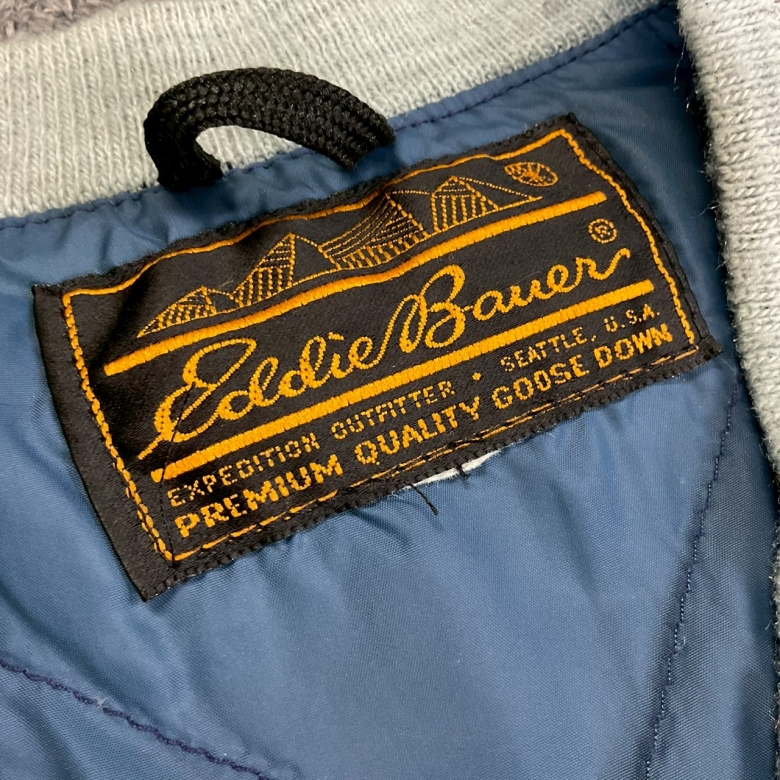 Eddie Bauer®
EXPEDITION OUTFITTER • SEATTLE, U.S.A.
PREMIUM QUALITY GOOSE DOWN